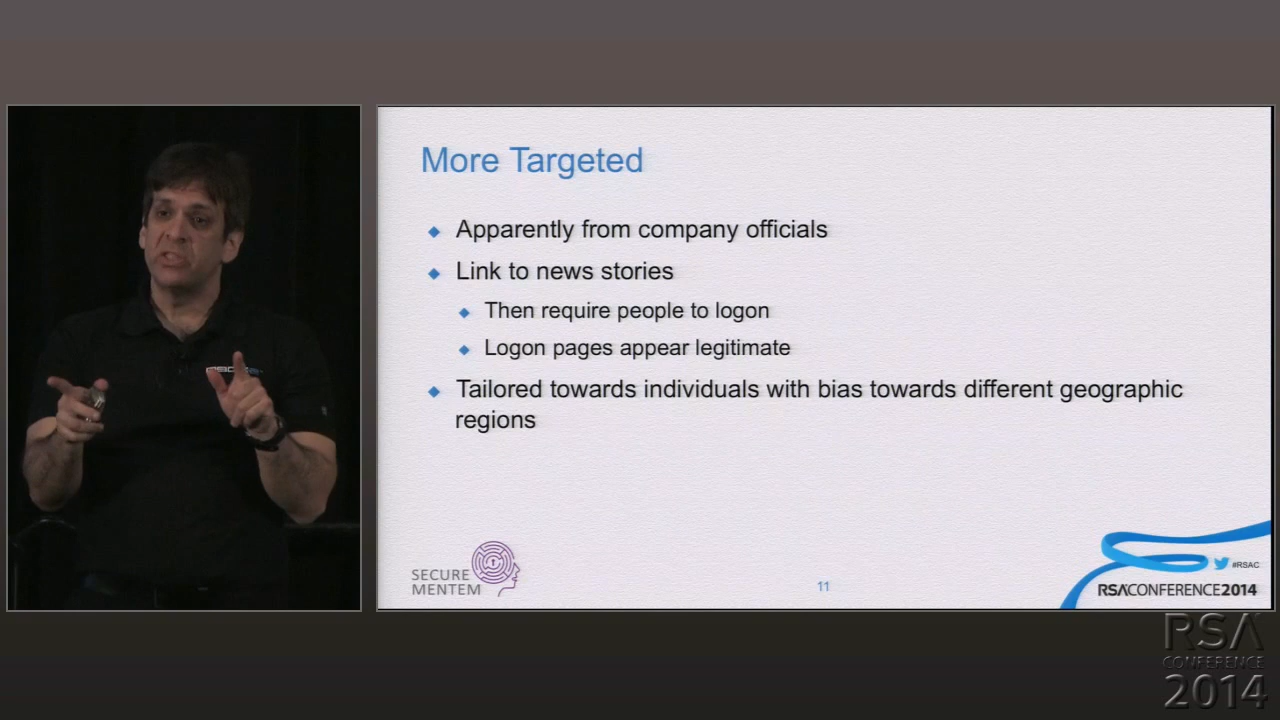 More Targeted
Apparently from company officials
Link to news stories
Then require people to logon
Logon pages appear legitimate
Tailored towards individuals with bias towards different geographic
regions
SECURE
MENTEM
11
#RSAC
RSACONFERENCE2014
RSA
CONFERENCE
2014